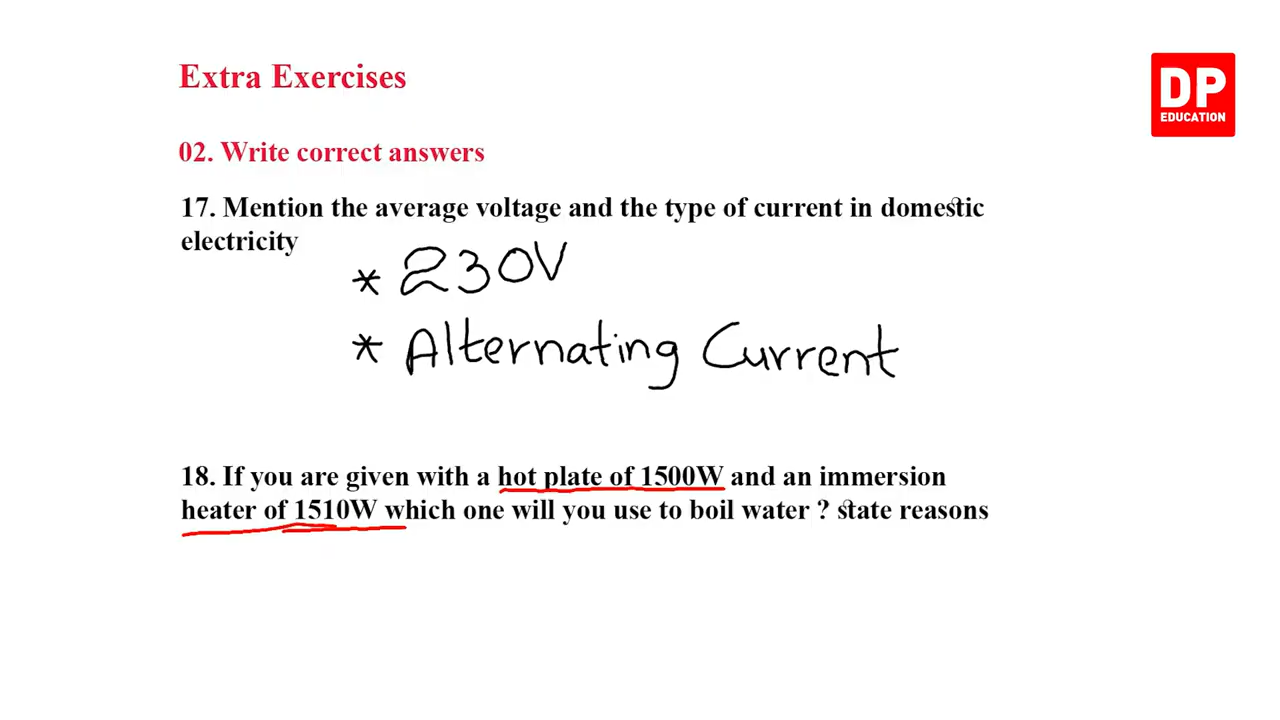 Extra Exercises
DP
EDUCATION
02. Write correct answers
17. Mention the average voltage and the type of current in domestic
electricity
* 230V
* Alternating Current
18. If you are given with a hot plate of 1500W and an immersion
heater of 1510W which one will you use to boil water ? state reasons